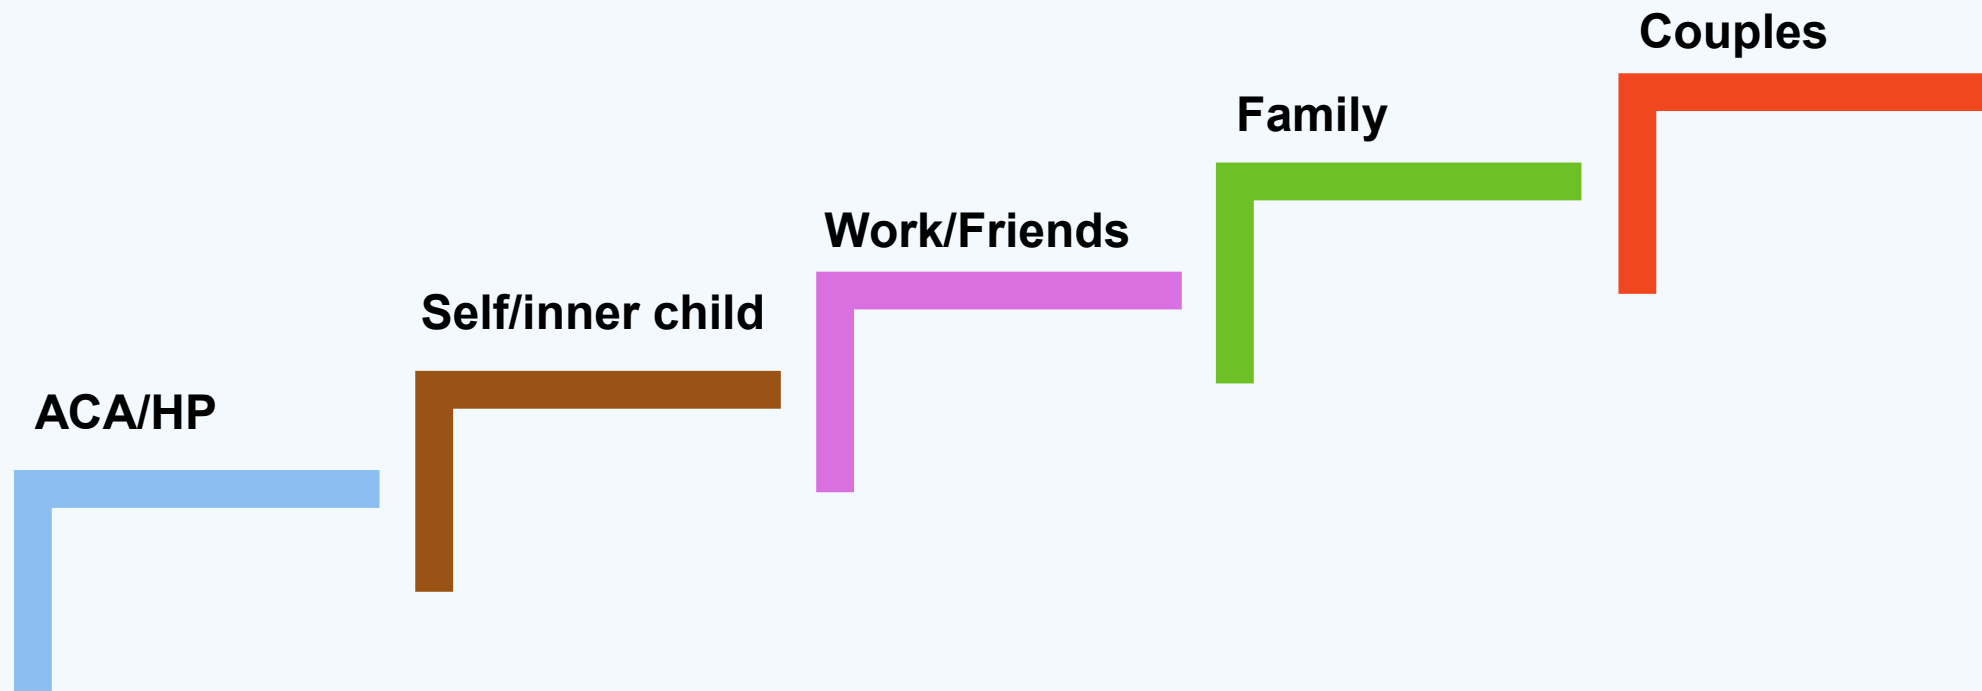 Couples
Family
Work/Friends
Self/inner child
ACA/HP